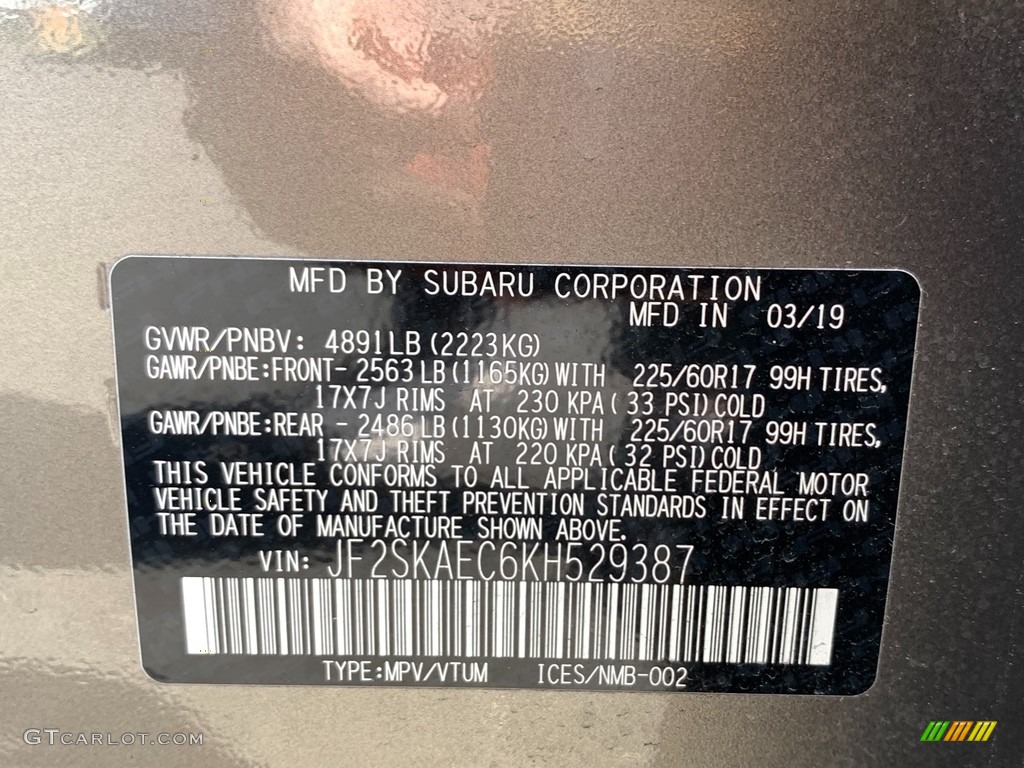 MFD BY SUBARU CORPORATION
MFD IN 03/19
GVWR/PNBV: 4891LB(2223KG)
GAWR/PNBE:FRONT- 2563LB(1165KG)WITH 225/60R17 99H TIRES,
17X7J RIMS AT 230 KPA( 33 PSI)COLD
GAWR/PNBE:REAR - 2486LB(1130KG)WITH 225/60R17 99H TIRES,
17X7J RIMS AT 220 KPA( 32 PSI)COLD
THIS VEHICLE CONFORMS TO ALL APPLICABLE FEDERAL MOTOR
VEHICLE SAFETY AND THEFT PREVENTION STANDARDS IN EFFECT ON
THE DATE OF MANUFACTURE SHOWN ABOVE.
VIN: JF2SKAEC6KH529387
TYPE:MPV/VTUM ICES/NMB-002
GTcarlot.com